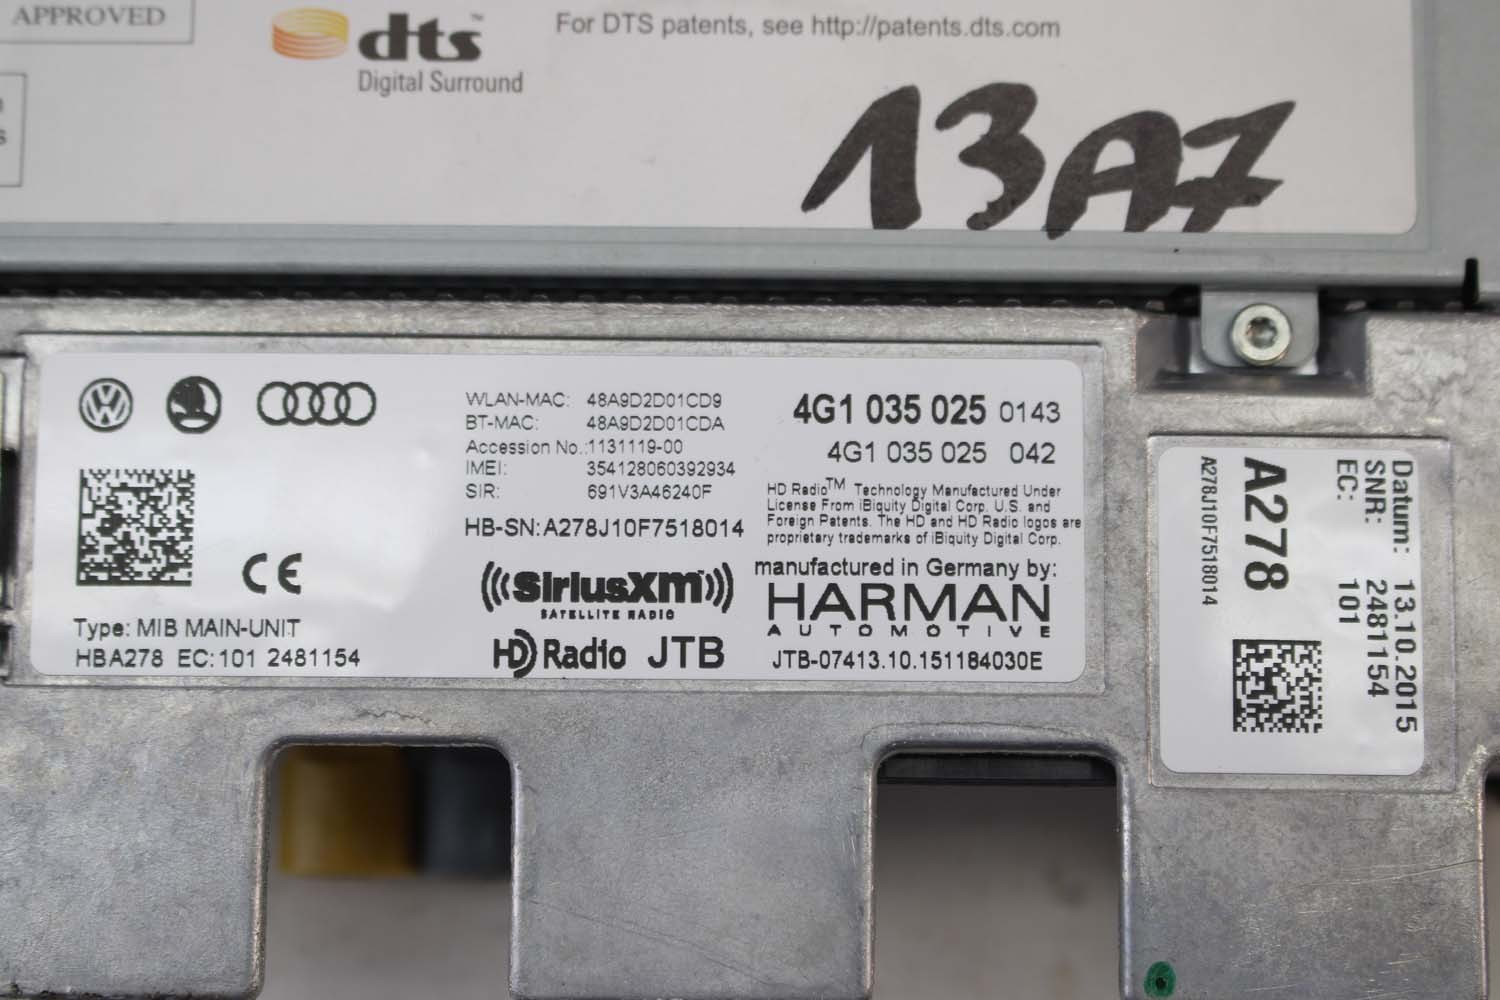 APPROVED
dts™
Digital Surround
For DTS patents, see http://patents.dts.com
13A7
WLAN-MAC: 48A9D2D01CD9
BT-MAC: 48A9D2D01CDA
Accession No.:1131119-00
IMEI: 354128060392934
SIR: 691V3A46240F
HB-SN:A278J10F7518014
((SiriusXm))
SATELLITE RADIO
HD Radio JTB
CE
Type: MIB MAIN-UNIT
HBA278 EC:101 2481154
4G1 035 025 0143
4G1 035 025 042
HD Radio™ Technology Manufactured Under
License From iBiquity Digital Corp. U.S. and
Foreign Patents. The HD and HD Radio logos are
proprietary trademarks of iBiquity Digital Corp.
manufactured in Germany by:
HARMAN
AUTOMOTIVE
JTB-07413.10.151184030E
Datum: 13.10.2015
SNR: 2481154
EC: 101
A278
A278J10F7518014